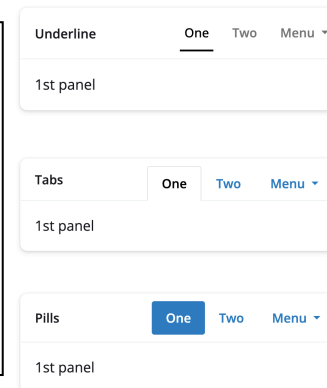 Underline One Two Menu
1st panel
Tabs One Two Menu
1st panel
Pills One Two Menu
1st panel